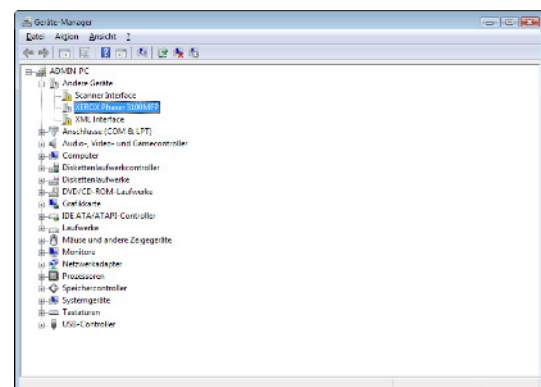 Geräte-Manager
Datei Aktion Ansicht ?
ADMIN-PC
Andere Geräte
Scanner Interface
XEROX Phaser 3100MFP
XML Interface
Anschlüsse (COM & LPT)
Audio-, Video- und Gamecontroller
Computer
Diskettenlaufwerkcontroller
Diskettenlaufwerke
DVD/CD-ROM-Laufwerke
Grafikkarte
IDE ATA/ATAPI-Controller
Laufwerke
Mäuse und andere Zeigegeräte
Monitore
Netzwerkadapter
Prozessoren
Speichercontroller
Systemgeräte
Tastaturen
USB-Controller